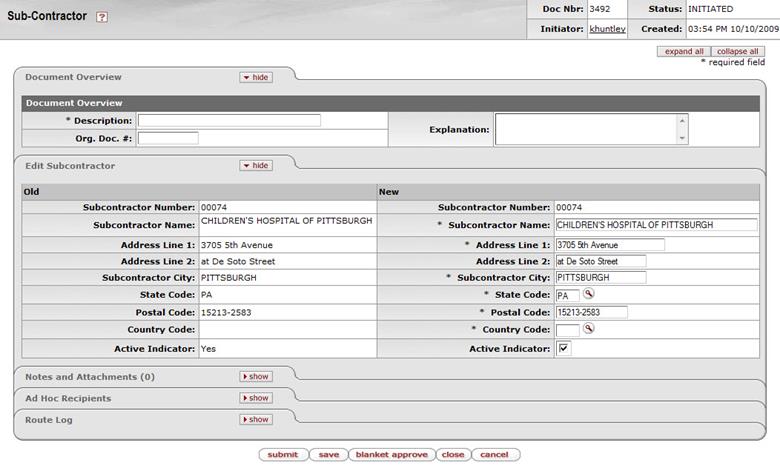 Sub-Contractor ?
Doc Nbr: 3492 Status: INITIATED
Initiator: khuntley Created: 03:54 PM 10/10/2009
expand all collapse all
* required field
Document Overview hide
Document Overview
* Description: Explanation:
Org. Doc. #:
Edit Subcontractor hide
Old New
Subcontractor Number: 00074 Subcontractor Number: 00074
Subcontractor Name: CHILDREN'S HOSPITAL OF PITTSBURGH * Subcontractor Name: CHILDREN'S HOSPITAL OF PITTSBURGH
Address Line 1: 3705 5th Avenue * Address Line 1: 3705 5th Avenue
Address Line 2: at De Soto Street Address Line 2: at De Soto Street
Subcontractor City: PITTSBURGH * Subcontractor City: PITTSBURGH
State Code: PA * State Code: PA
Postal Code: 15213-2583 * Postal Code: 15213-2583
Country Code: * Country Code:
Active Indicator: Yes Active Indicator:
Notes and Attachments (0) show
Ad Hoc Recipients show
Route Log show
submit save blanket approve close cancel